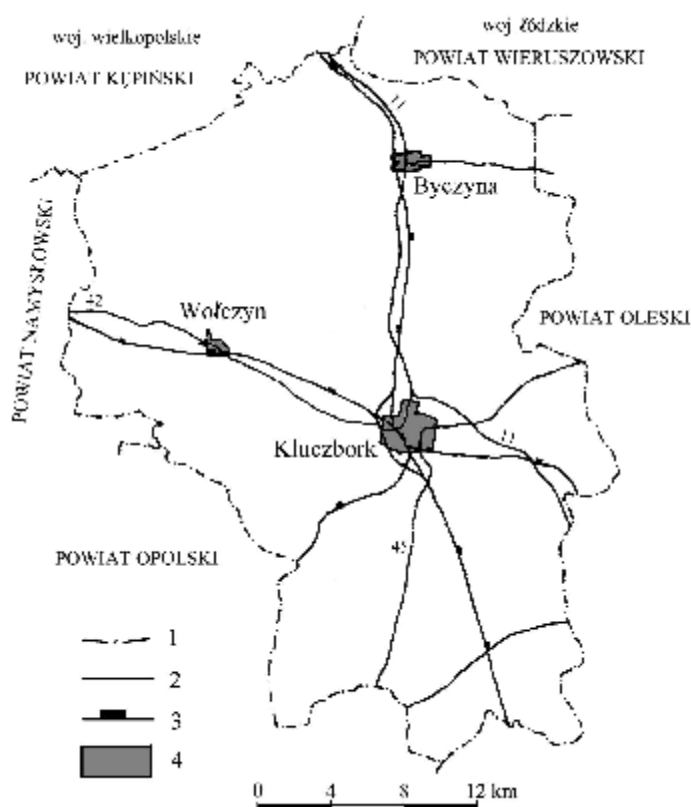 woj. wielkopolskie
woj. łódzkie
POWIAT KĘPIŃSKI
POWIAT WIERUSZOWSKI
11
Byczyna
POWIAT NAMYSŁOWSKI
42
Wołczyn
POWIAT OLESKI
Kluczbork
11
45
POWIAT OPOLSKI
1
2
3
4
0 4 8 12 km